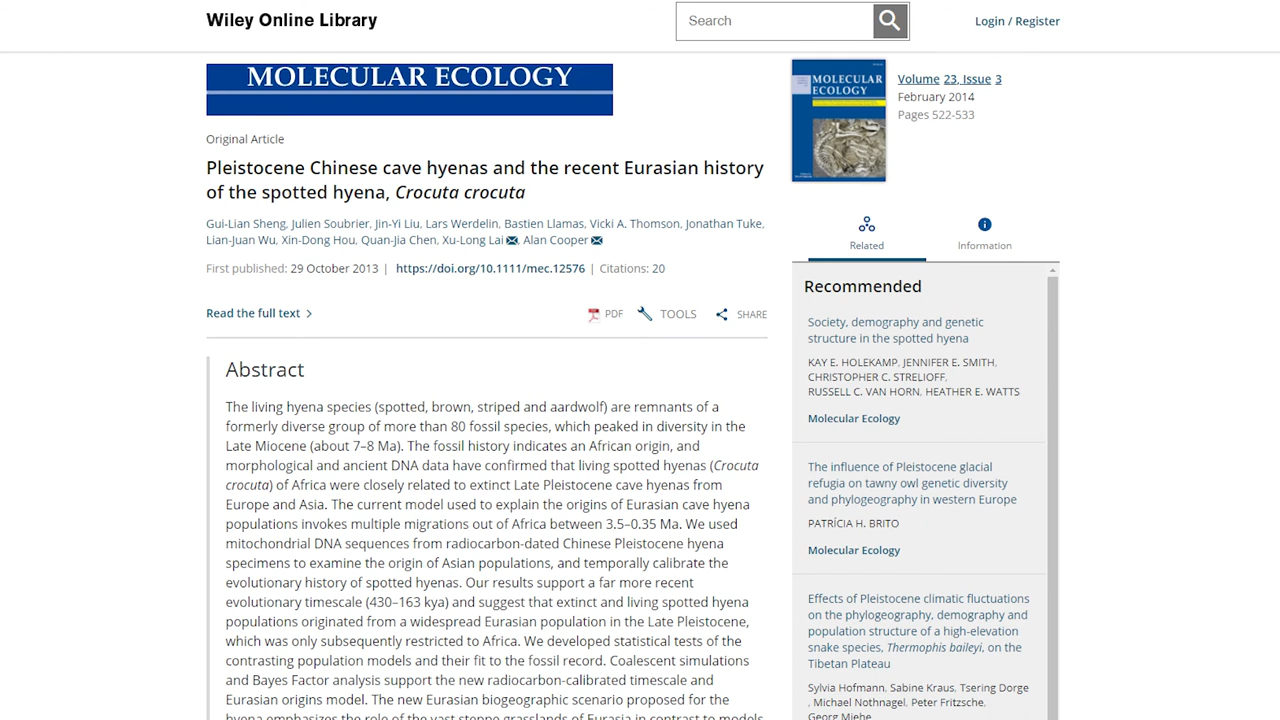 Wiley Online Library
Search
Login / Register
MOLECULAR ECOLOGY
Original Article
Pleistocene Chinese cave hyenas and the recent Eurasian history
of the spotted hyena, Crocuta crocuta
Gui-Lian Sheng, Julien Soubrier, Jin-Yi Liu, Lars Werdelin, Bastien Llamas, Vicki A. Thomson, Jonathan Tuke,
Lian-Juan Wu, Xin-Dong Hou, Quan-Jia Chen, Xu-Long Lai, Alan Cooper
First published: 29 October 2013 | https://doi.org/10.1111/mec.12576 | Citations: 20
Read the full text
PDF TOOLS SHARE
Abstract
The living hyena species (spotted, brown, striped and aardwolf) are remnants of a
formerly diverse group of more than 80 fossil species, which peaked in diversity in the
Late Miocene (about 7–8 Ma). The fossil history indicates an African origin, and
morphological and ancient DNA data have confirmed that living spotted hyenas (Crocuta
crocuta) of Africa were closely related to extinct Late Pleistocene cave hyenas from
Europe and Asia. The current model used to explain the origins of Eurasian cave hyena
populations invokes multiple migrations out of Africa between 3.5–0.35 Ma. We used
mitochondrial DNA sequences from radiocarbon-dated Chinese Pleistocene hyena
specimens to examine the origin of Asian populations, and temporally calibrate the
evolutionary history of spotted hyenas. Our results support a far more recent
evolutionary timescale (430–163 kya) and suggest that extinct and living spotted hyena
populations originated from a widespread Eurasian population in the Late Pleistocene,
which was only subsequently restricted to Africa. We developed statistical tests of the
contrasting population models and their fit to the fossil record. Coalescent simulations
and Bayes Factor analysis support the new radiocarbon-calibrated timescale and
Eurasian origins model. The new Eurasian biogeographic scenario proposed for the
hyena emphasizes the role of the vast steppe grasslands of Eurasia in contrast to models
MOLECULAR
ECOLOGY
Volume 23, Issue 3
February 2014
Pages 522-533
Related
Information
Recommended
Society, demography and genetic
structure in the spotted hyena
KAY E. HOLEKAMP, JENNIFER E. SMITH,
CHRISTOPHER C. STRELIOFF,
RUSSELL C. VAN HORN, HEATHER E. WATTS
Molecular Ecology
The influence of Pleistocene glacial
refugia on tawny owl genetic diversity
and phylogeography in western Europe
PATRÍCIA H. BRITO
Molecular Ecology
Effects of Pleistocene climatic fluctuations
on the phylogeography, demography and
population structure of a high-elevation
snake species, Thermophis baileyi, on the
Tibetan Plateau
Sylvia Hofmann, Sabine Kraus, Tsering Dorge
, Michael Nothnagel, Peter Fritzsche,
Georg Miehe